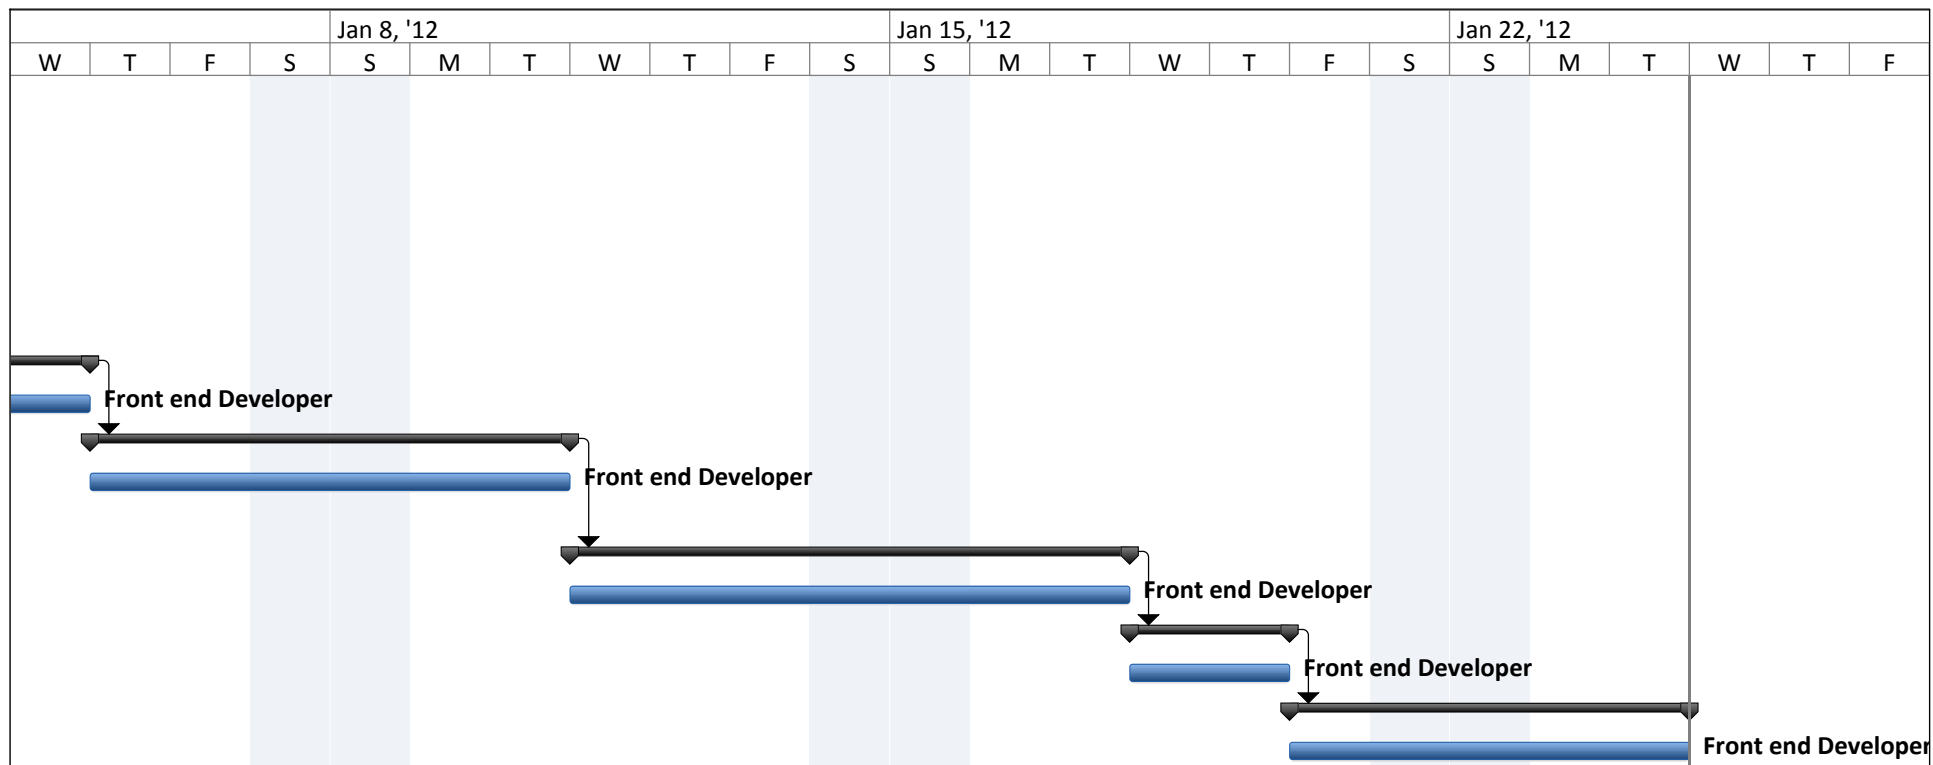 Jan 8, '12 Jan 15, '12 Jan 22, '12
W T F S S M T W T F S S M T W T F S S M T W T F
Front end Developer
Front end Developer
Front end Developer
Front end Developer
Front end Developer